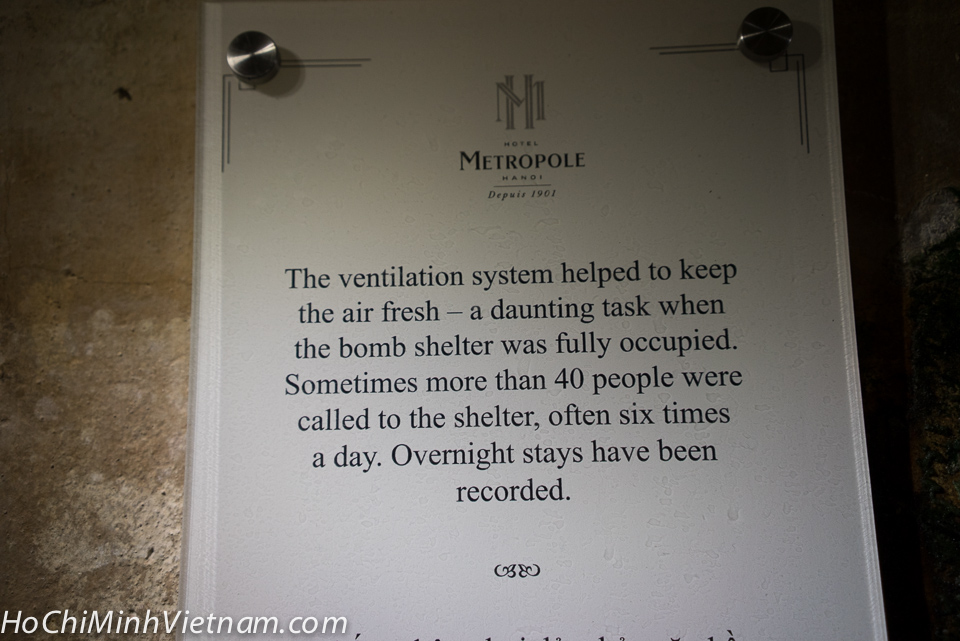 HOTEL
METROPOLE
HANOI
Depuis 1901
The ventilation system helped to keep
the air fresh – a daunting task when
the bomb shelter was fully occupied.
Sometimes more than 40 people were
called to the shelter, often six times
a day. Overnight stays have been
recorded.
HoChiMinhVietnam.com